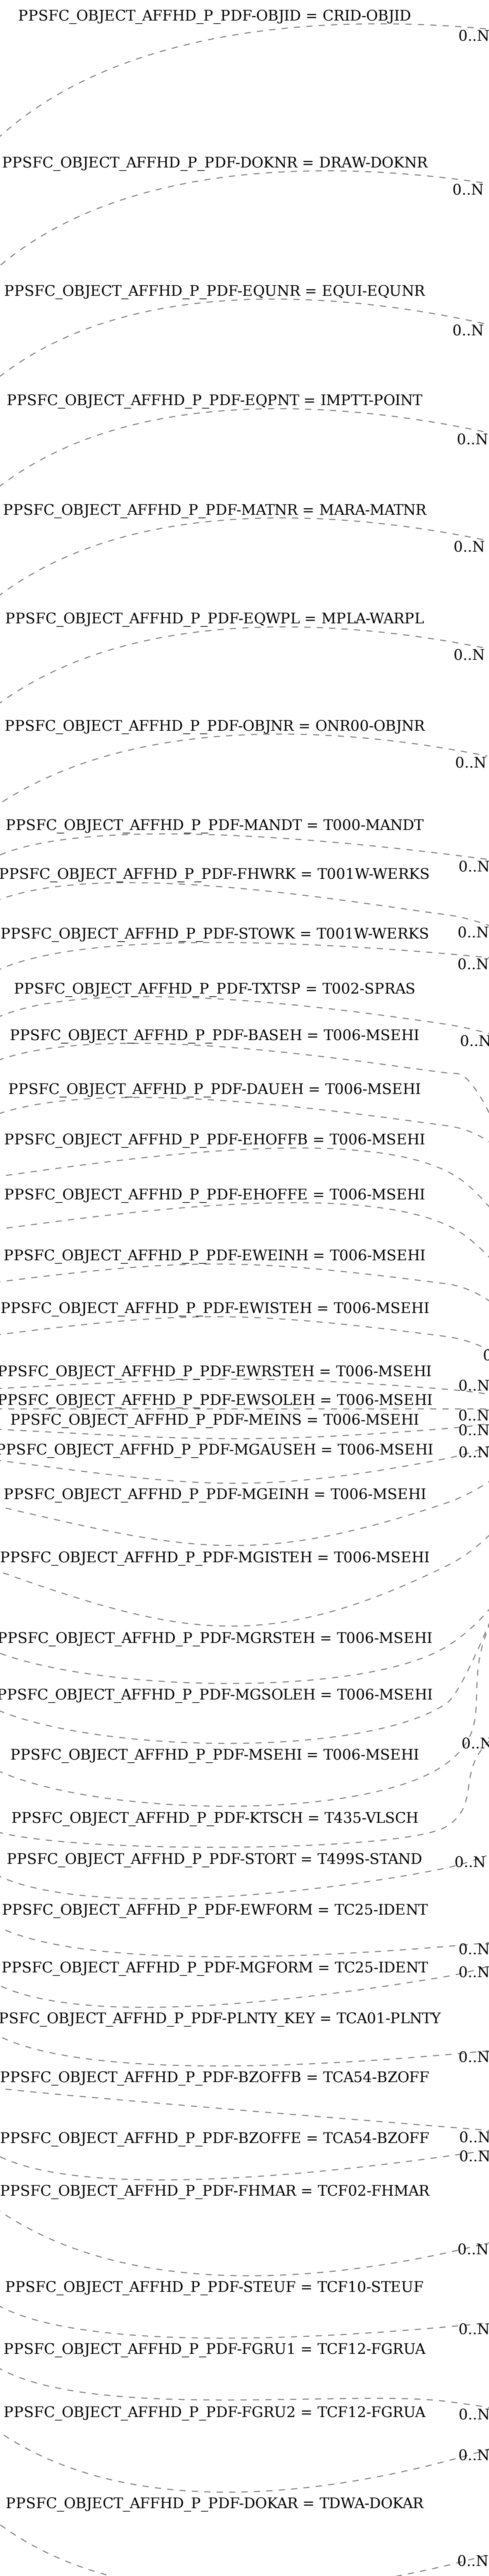 PPSFC_OBJECT_AFFHD_P_PDF-OBJID = CRID-OBJID
0..N
PPSFC_OBJECT_AFFHD_P_PDF-DOKNR = DRAW-DOKNR
0..N
PPSFC_OBJECT_AFFHD_P_PDF-EQUNR = EQUI-EQUNR
0..N
PPSFC_OBJECT_AFFHD_P_PDF-EQPNT = IMPTT-POINT
0..N
PPSFC_OBJECT_AFFHD_P_PDF-MATNR = MARA-MATNR
0..N
PPSFC_OBJECT_AFFHD_P_PDF-EQWPL = MPLA-WARPL
0..N
PPSFC_OBJECT_AFFHD_P_PDF-OBJNR = ONR00-OBJNR
0..N
PPSFC_OBJECT_AFFHD_P_PDF-MANDT = T000-MANDT
0..N
PPSFC_OBJECT_AFFHD_P_PDF-FHWRK = T001W-WERKS
0..N
PPSFC_OBJECT_AFFHD_P_PDF-STOWK = T001W-WERKS
0..N
PPSFC_OBJECT_AFFHD_P_PDF-TXTSP = T002-SPRAS
PPSFC_OBJECT_AFFHD_P_PDF-BASEH = T006-MSEHI
0..N
PPSFC_OBJECT_AFFHD_P_PDF-DAUEH = T006-MSEHI
PPSFC_OBJECT_AFFHD_P_PDF-EHOFFB = T006-MSEHI
PPSFC_OBJECT_AFFHD_P_PDF-EHOFFE = T006-MSEHI
PPSFC_OBJECT_AFFHD_P_PDF-EWEINH = T006-MSEHI
PPSFC_OBJECT_AFFHD_P_PDF-EWISTEH = T006-MSEHI
0
PPSFC_OBJECT_AFFHD_P_PDF-EWRSTEH = T006-MSEHI
0..N
PPSFC_OBJECT_AFFHD_P_PDF-EWSOLEH = T006-MSEHI
0..N
PPSFC_OBJECT_AFFHD_P_PDF-MEINS = T006-MSEHI
0..N
PPSFC_OBJECT_AFFHD_P_PDF-MGAUSEH = T006-MSEHI
0..N
PPSFC_OBJECT_AFFHD_P_PDF-MGEINH = T006-MSEHI
PPSFC_OBJECT_AFFHD_P_PDF-MGISTEH = T006-MSEHI
PPSFC_OBJECT_AFFHD_P_PDF-MGRSTEH = T006-MSEHI
PPSFC_OBJECT_AFFHD_P_PDF-MGSOLEH = T006-MSEHI
0..N
PPSFC_OBJECT_AFFHD_P_PDF-MSEHI = T006-MSEHI
PPSFC_OBJECT_AFFHD_P_PDF-KTSCH = T435-VLSCH
PPSFC_OBJECT_AFFHD_P_PDF-STORT = T499S-STAND
0..N
PPSFC_OBJECT_AFFHD_P_PDF-EWFORM = TC25-IDENT
0..N
PPSFC_OBJECT_AFFHD_P_PDF-MGFORM = TC25-IDENT
0..N
PSFC_OBJECT_AFFHD_P_PDF-PLNTY_KEY = TCA01-PLNTY
0..N
PPSFC_OBJECT_AFFHD_P_PDF-BZOFFB = TCA54-BZOFF
PPSFC_OBJECT_AFFHD_P_PDF-BZOFFE = TCA54-BZOFF
0..N
0..N
PPSFC_OBJECT_AFFHD_P_PDF-FHMAR = TCF02-FHMAR
0..N
PPSFC_OBJECT_AFFHD_P_PDF-STEUF = TCF10-STEUF
0..N
PPSFC_OBJECT_AFFHD_P_PDF-FGRU1 = TCF12-FGRUA
PPSFC_OBJECT_AFFHD_P_PDF-FGRU2 = TCF12-FGRUA
0..N
0..N
PPSFC_OBJECT_AFFHD_P_PDF-DOKAR = TDWA-DOKAR
0..N